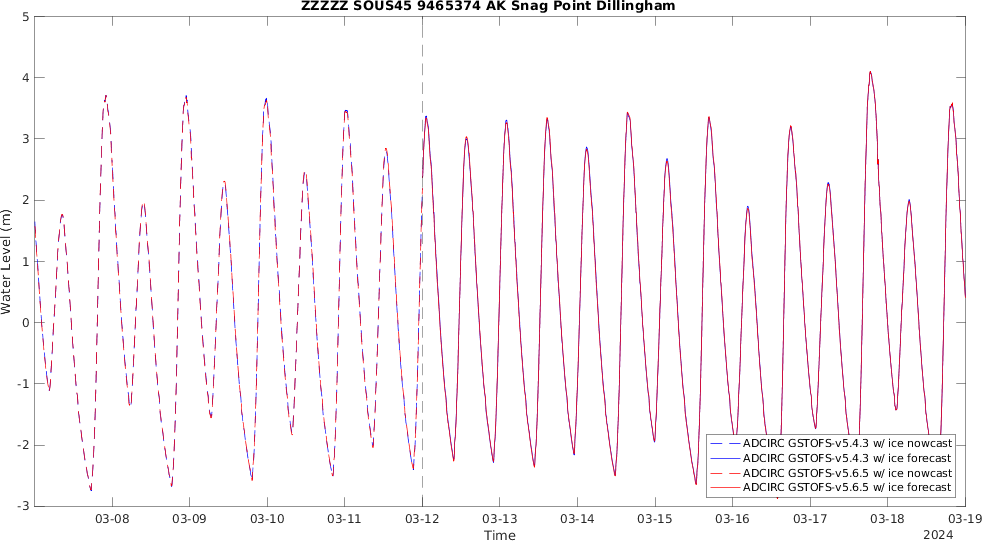 ZZZZZ SOUS45 9465374 AK Snag Point Dillingham
Water Level (m)
5
4
3
2
1
0
-1
-2
-3
ADCIRC GSTOFS-v5.4.3 w/ ice nowcast
ADCIRC GSTOFS-v5.4.3 w/ ice forecast
ADCIRC GSTOFS-v5.6.5 w/ ice nowcast
ADCIRC GSTOFS-v5.6.5 w/ ice forecast
03-08 03-09 03-10 03-11 03-12 03-13 03-14 03-15 03-16 03-17 03-18 03-19
Time 2024